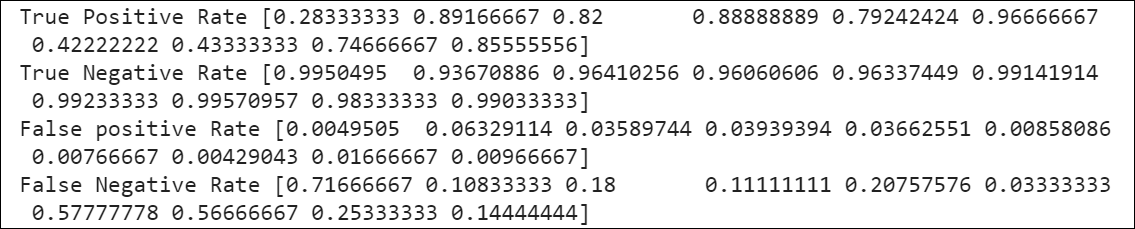 True Positive Rate [0.28333333 0.89166667 0.82       0.88888889 0.79242424 0.96666667
 0.42222222 0.43333333 0.74666667 0.85555556]
True Negative Rate [0.9950495  0.93670886 0.96410256 0.96060606 0.96337449 0.99141914
 0.99233333 0.99570957 0.98333333 0.99033333]
False positive Rate [0.0049505  0.06329114 0.03589744 0.03939394 0.03662551 0.00858086
 0.00766667 0.00429043 0.01666667 0.00966667]
False Negative Rate [0.71666667 0.10833333 0.18       0.11111111 0.20757576 0.03333333
 0.57777778 0.56666667 0.25333333 0.14444444]